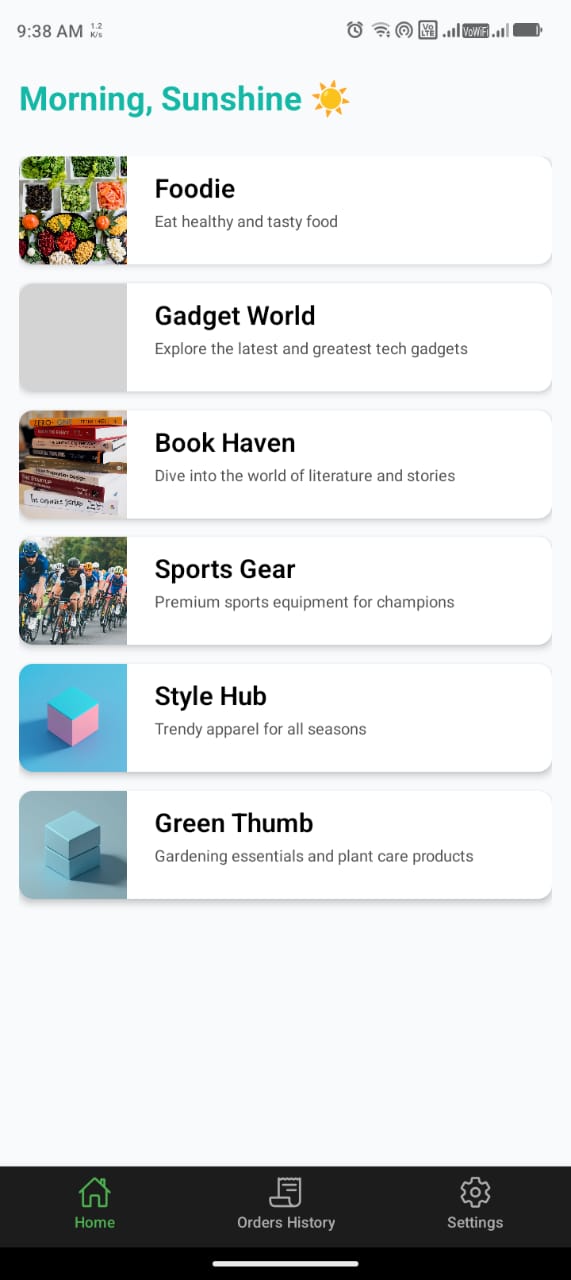 9:38 AM 1.2 K/s Vo LTE VoWiFi
Morning, Sunshine
Foodie
Eat healthy and tasty food
Gadget World
Explore the latest and greatest tech gadgets
Book Haven
Dive into the world of literature and stories
Sports Gear
Premium sports equipment for champions
Style Hub
Trendy apparel for all seasons
Green Thumb
Gardening essentials and plant care products
Home
Orders History
Settings